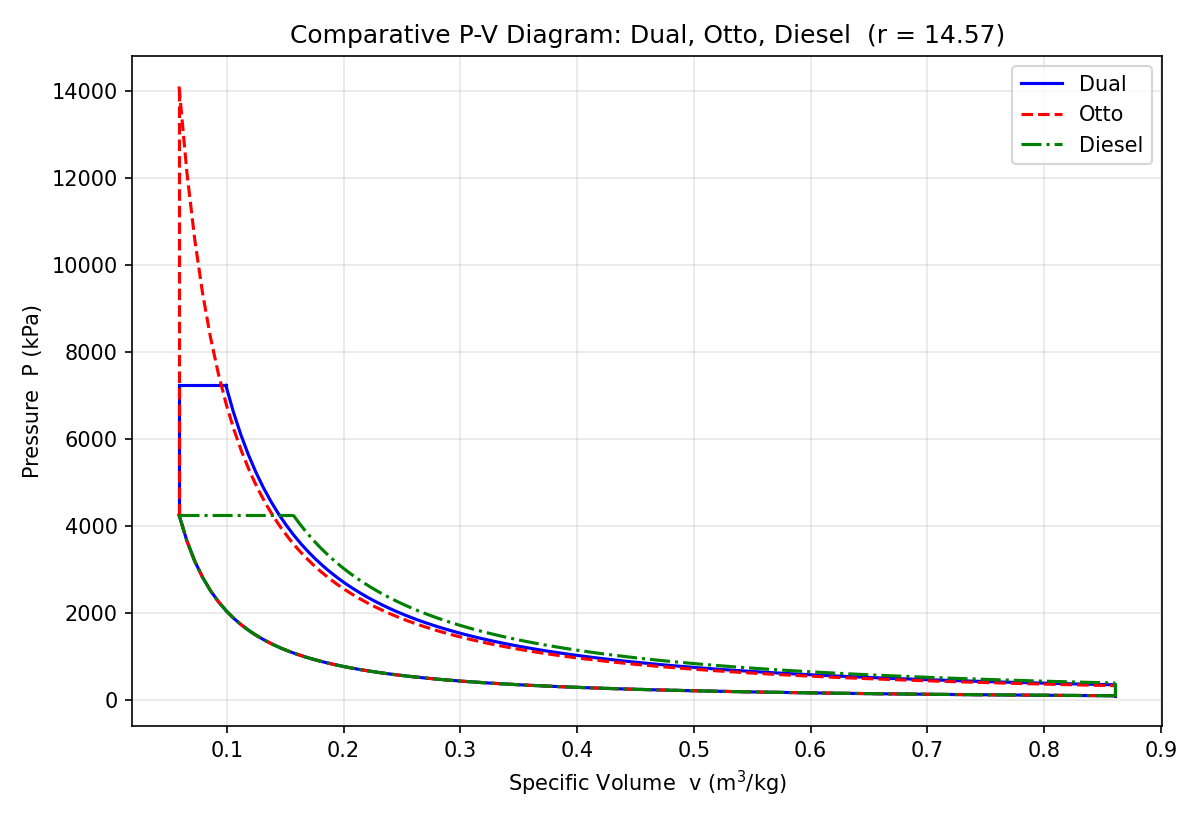 Comparative P-V Diagram: Dual, Otto, Diesel  (r = 14.57)
Dual
Otto
Diesel
14000
12000
10000
8000
6000
4000
2000
0
Pressure  P (kPa)
0.1 0.2 0.3 0.4 0.5 0.6 0.7 0.8 0.9
Specific Volume  v (m³/kg)